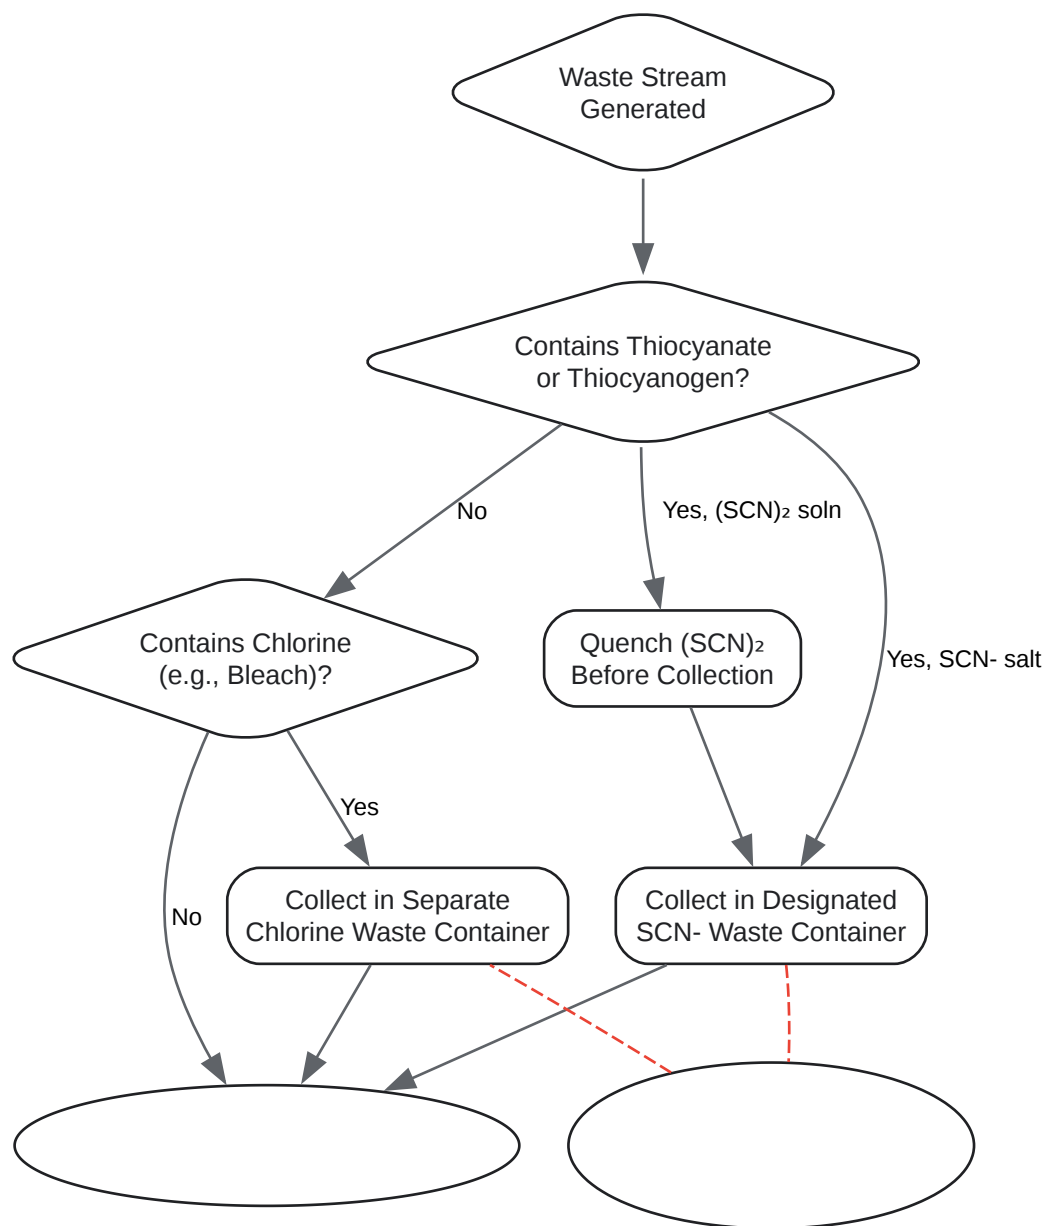 Waste Stream
Generated
Contains Thiocyanate
or Thiocyanogen?
No
Yes, (SCN)₂ soln
Contains Chlorine
(e.g., Bleach)?
Quench (SCN)₂
Before Collection
Yes, SCN- salt
Yes
Collect in Separate
Chlorine Waste Container
Collect in Designated
SCN- Waste Container
No